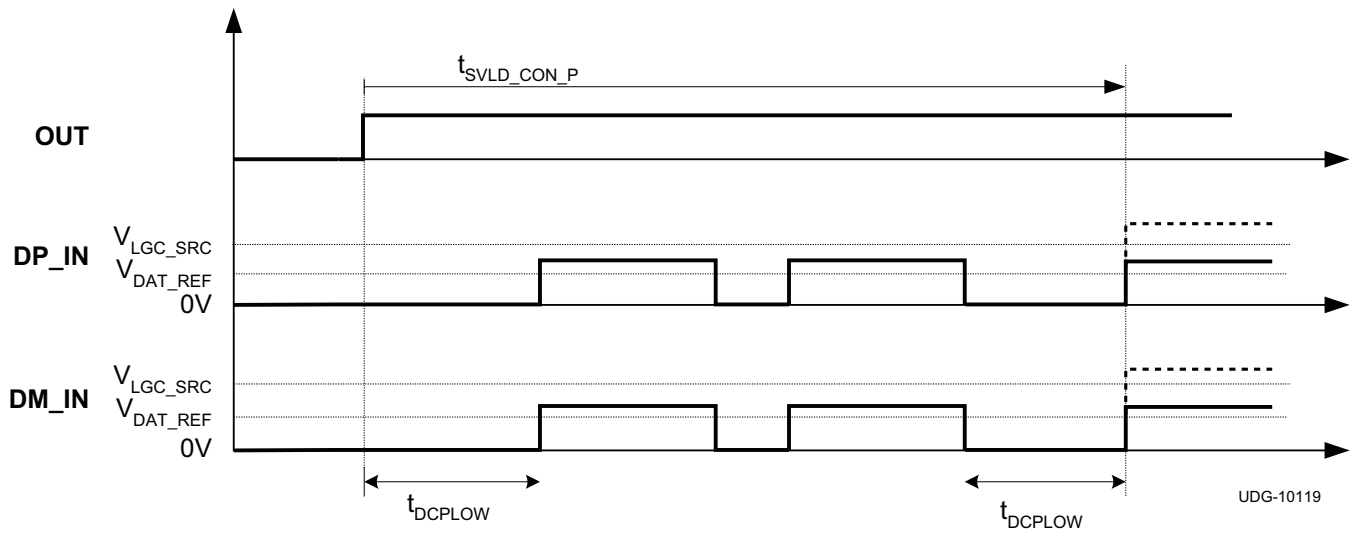 tSVLD_CON_P
OUT
VLGC_SRC
DP_IN
VDAT_REF
0V
VLGC_SRC
DM_IN
VDAT_REF
0V
tDCPLOW
tDCPLOW
UDG-10119